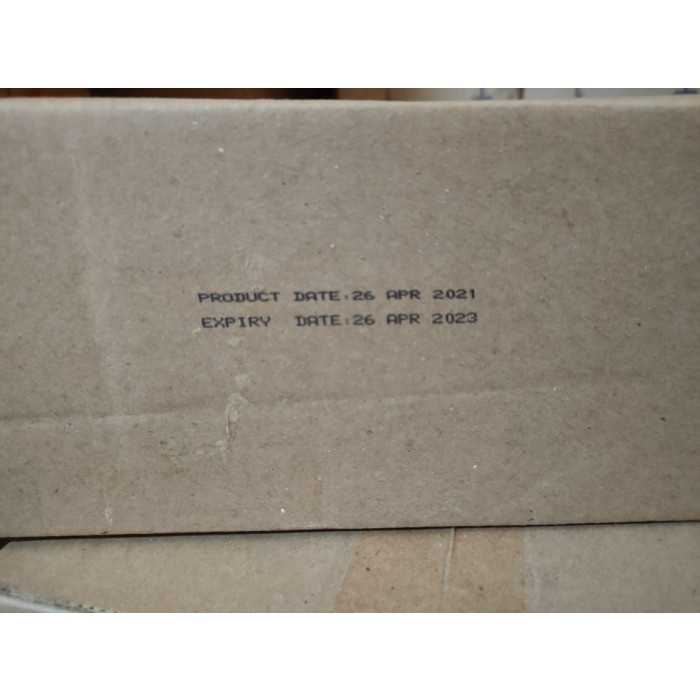 PRODUCT DATE:26 APR 2021
EXPIRY DATE:26 APR 2023